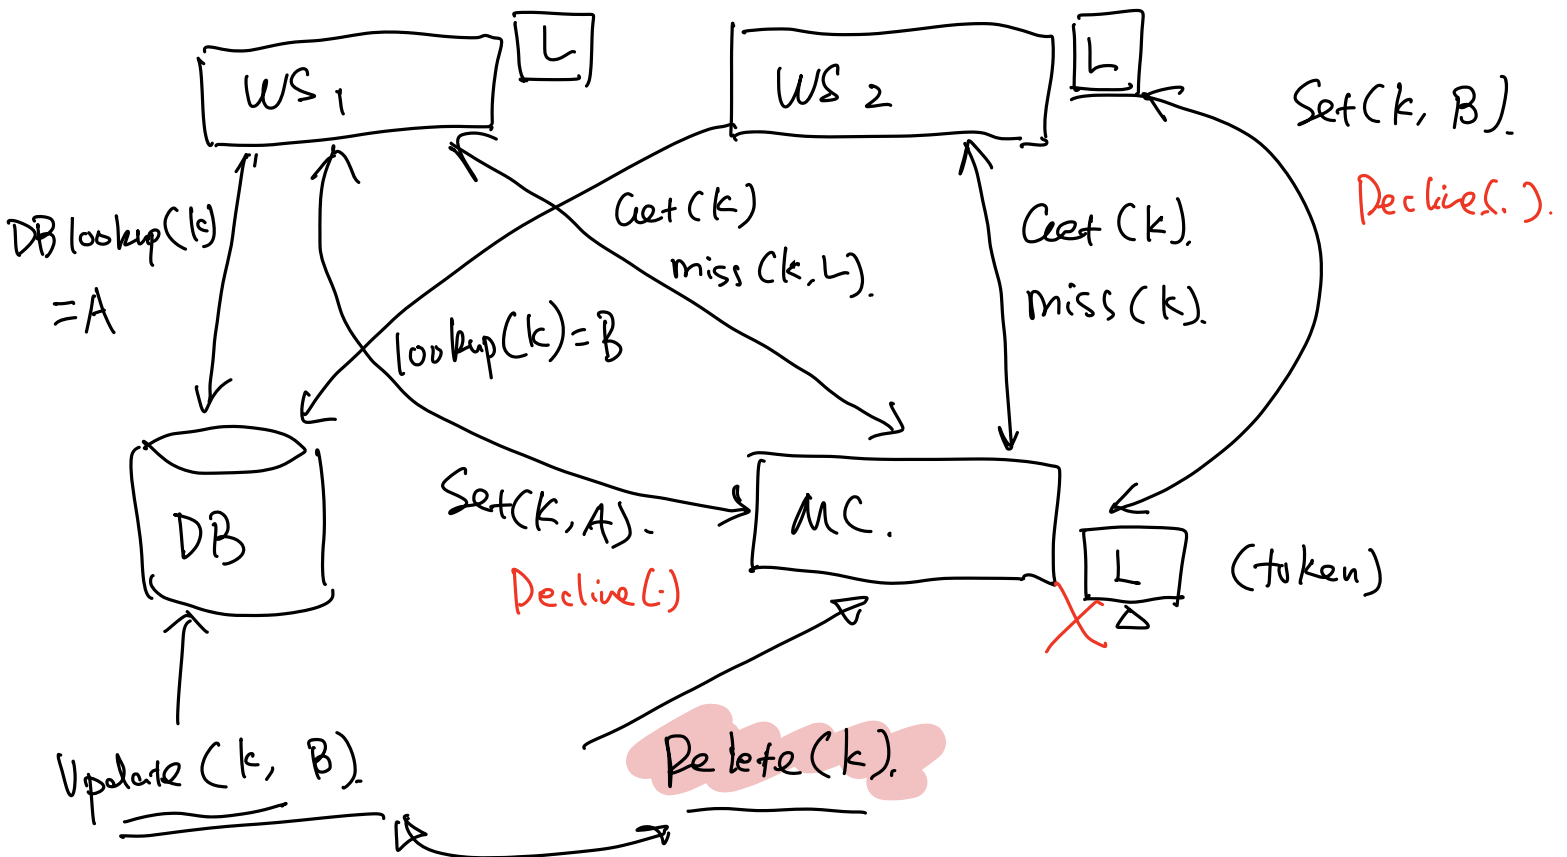 WS 1
L
WS 2
L
Set(k, B).
Decline(.).
DB lookup(k)
= A
Get(k)
miss(k, L).
Get(k).
miss(k).
lookup(k) = B
Set(k, A).
Decline(.)
DB
MC.
L
(token)
Update(k, B).
Delete(k).